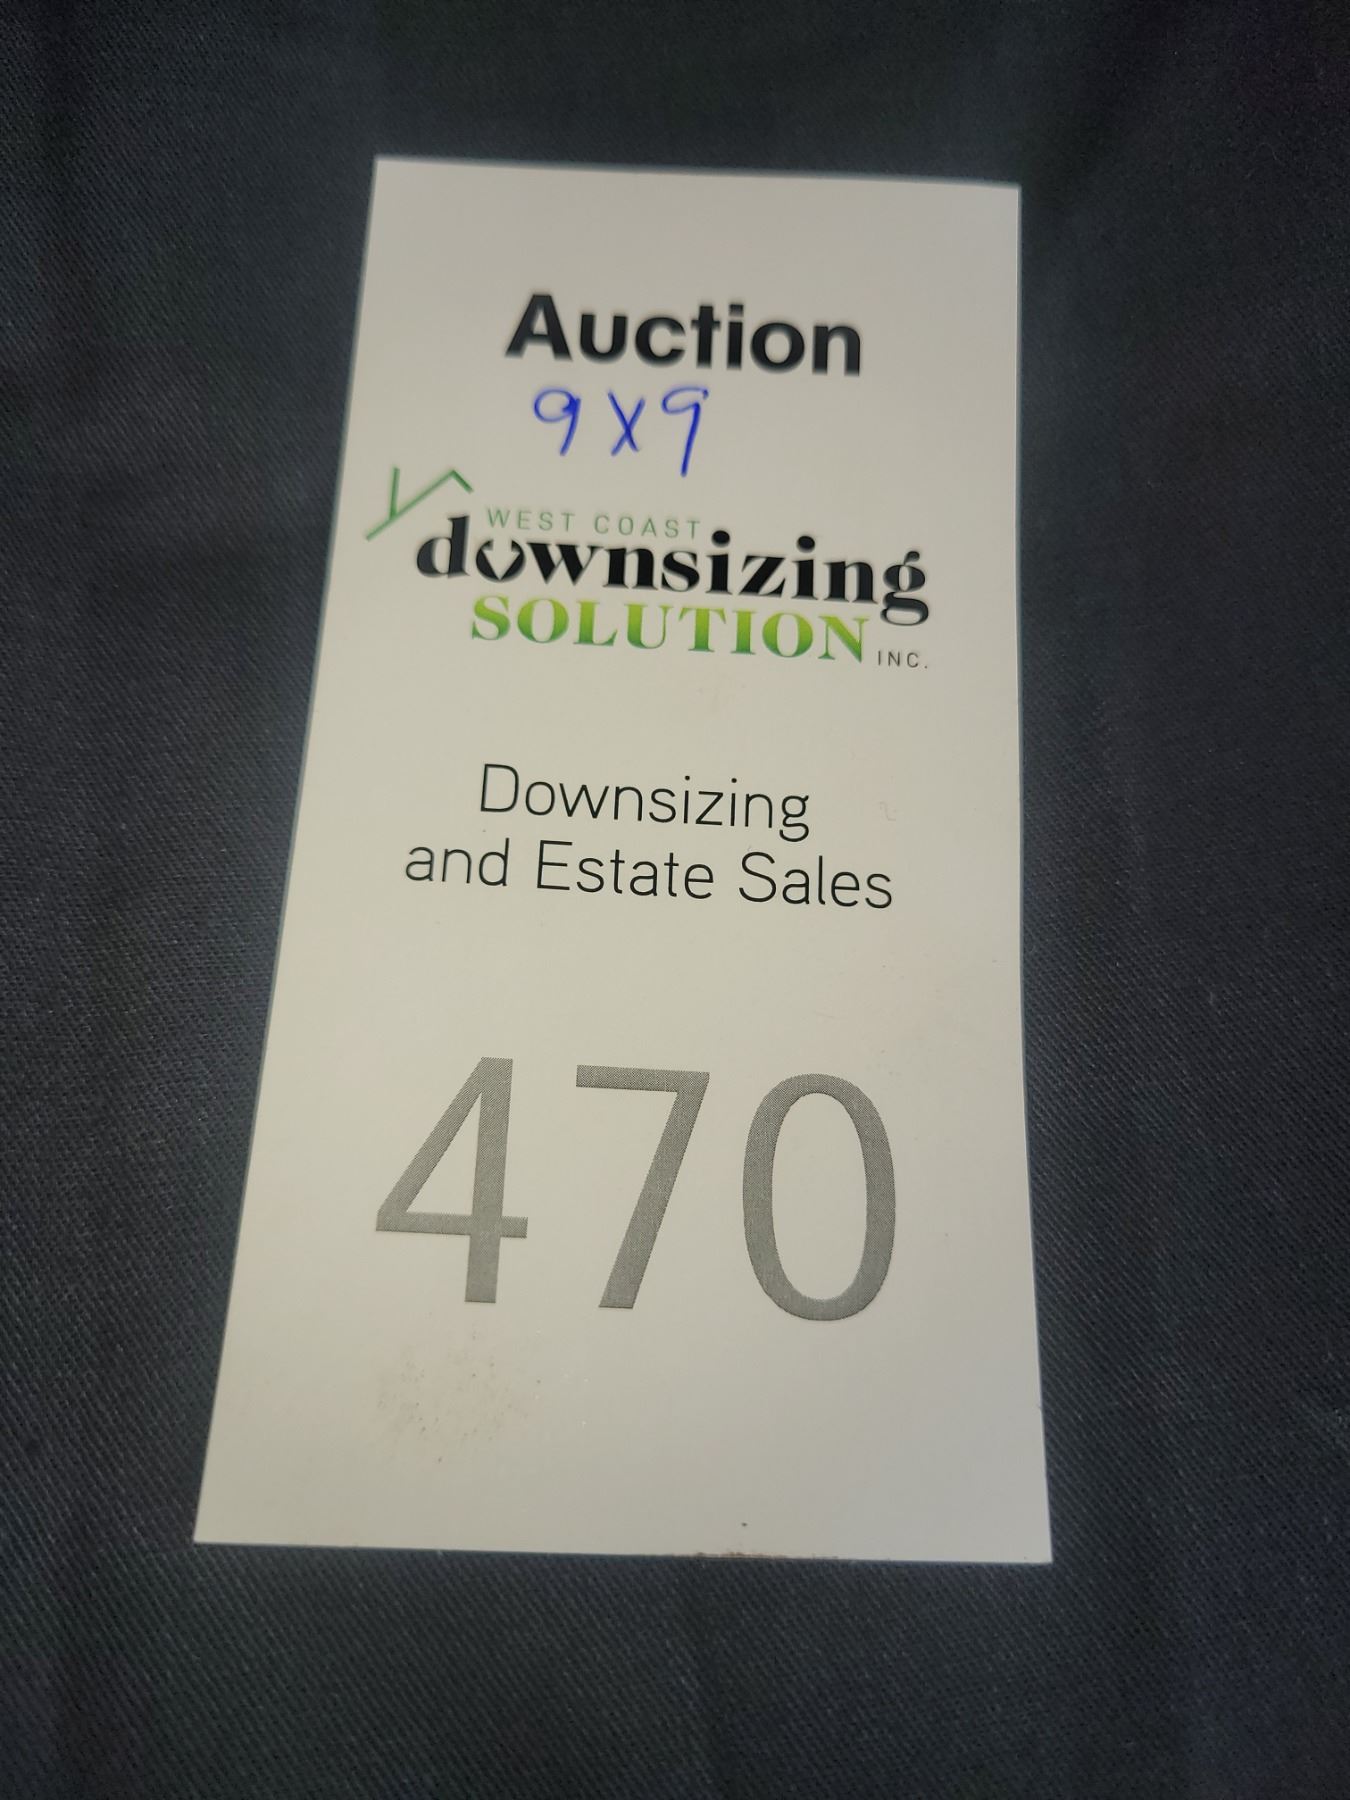 Auction
9x9
WEST COAST
downsizing
SOLUTION INC.
Downsizing
and Estate Sales
470